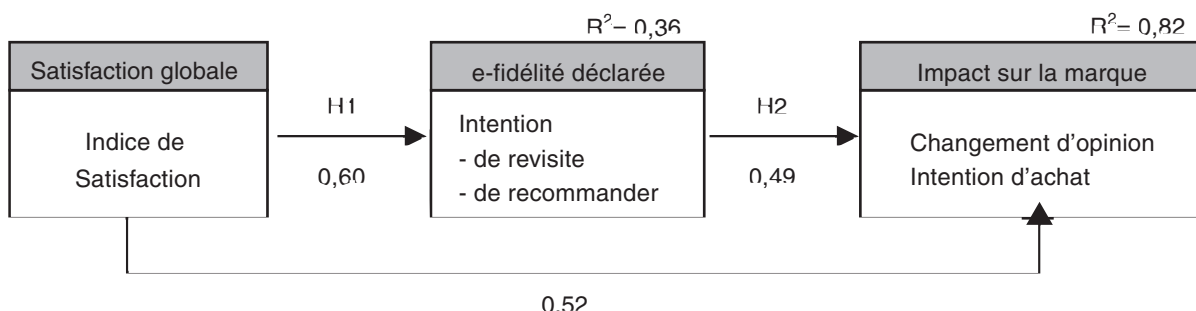 R²= 0,36
R²= 0,82
Satisfaction globale
e-fidélité déclarée
Impact sur la marque
Indice de
Satisfaction
H1
0,60
Intention
- de revisite
- de recommander
H2
0,49
Changement d'opinion
Intention d'achat
0,52